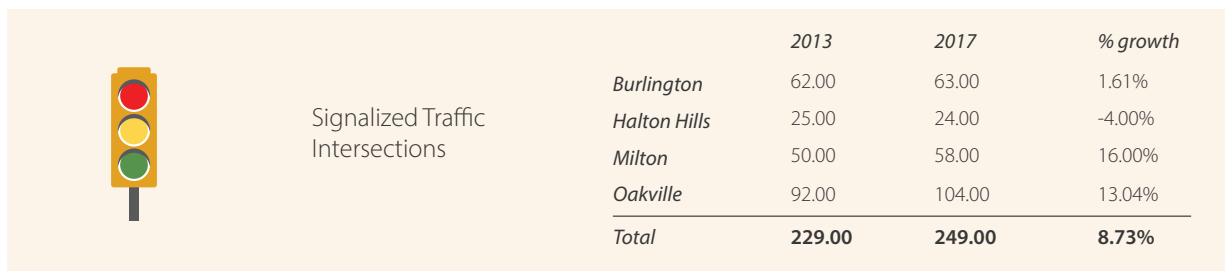 2013 2017 % growth
Burlington 62.00 63.00 1.61%
Signalized Traffic
Intersections
Halton Hills 25.00 24.00 -4.00%
Milton 50.00 58.00 16.00%
Oakville 92.00 104.00 13.04%
Total 229.00 249.00 8.73%